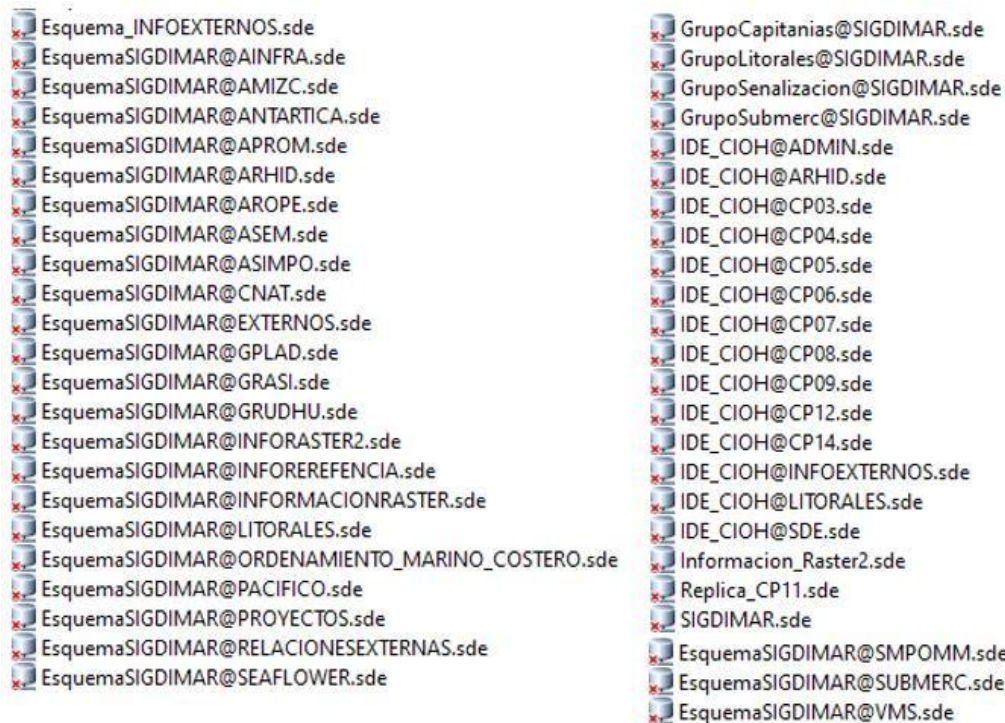 Esquema_INFOEXTERNOS.sde
EsquemaSIGDIMAR@AINFRA.sde
EsquemaSIGDIMAR@AMIZC.sde
EsquemaSIGDIMAR@ANTARTICA.sde
EsquemaSIGDIMAR@APROM.sde
EsquemaSIGDIMAR@ARHID.sde
EsquemaSIGDIMAR@AROPE.sde
EsquemaSIGDIMAR@ASEM.sde
EsquemaSIGDIMAR@ASIMPO.sde
EsquemaSIGDIMAR@CNAT.sde
EsquemaSIGDIMAR@EXTERNOS.sde
EsquemaSIGDIMAR@GPLAD.sde
EsquemaSIGDIMAR@GRASI.sde
EsquemaSIGDIMAR@GRUDHU.sde
EsquemaSIGDIMAR@INFORASTER2.sde
EsquemaSIGDIMAR@INFOREREFENCIA.sde
EsquemaSIGDIMAR@INFORMACIONRASTER.sde
EsquemaSIGDIMAR@LITORALES.sde
EsquemaSIGDIMAR@ORDENAMIENTO_MARINO_COSTERO.sde
EsquemaSIGDIMAR@PACIFICO.sde
EsquemaSIGDIMAR@PROYECTOS.sde
EsquemaSIGDIMAR@RELACIONESEXTERNAS.sde
EsquemaSIGDIMAR@SEAFLOWER.sde
GrupoCapitanias@SIGDIMAR.sde
GrupoLitorales@SIGDIMAR.sde
GrupoSenalizacion@SIGDIMAR.sde
GrupoSubmerc@SIGDIMAR.sde
IDE_CIOH@ADMIN.sde
IDE_CIOH@ARHID.sde
IDE_CIOH@CP03.sde
IDE_CIOH@CP04.sde
IDE_CIOH@CP05.sde
IDE_CIOH@CP06.sde
IDE_CIOH@CP07.sde
IDE_CIOH@CP08.sde
IDE_CIOH@CP09.sde
IDE_CIOH@CP12.sde
IDE_CIOH@CP14.sde
IDE_CIOH@INFOEXTERNOS.sde
IDE_CIOH@LITORALES.sde
IDE_CIOH@SDE.sde
Informacion_Raster2.sde
Replica_CP11.sde
SIGDIMAR.sde
EsquemaSIGDIMAR@SMPOMM.sde
EsquemaSIGDIMAR@SUBMERC.sde
EsquemaSIGDIMAR@VMS.sde